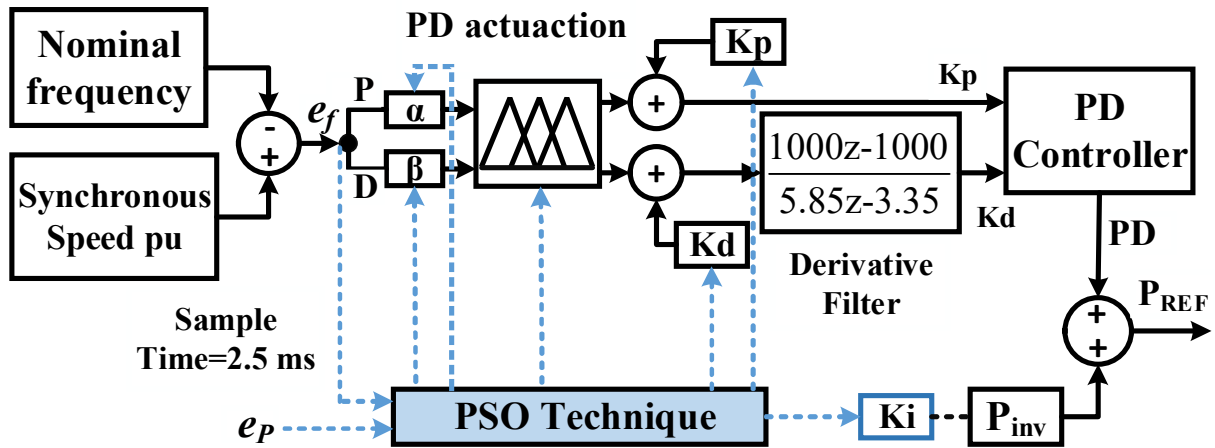 Nominal
frequency
PD actuaction
Kp
P
α
e_f
-
+
+
Kp
PD
Controller
Synchronous
Speed pu
D
β
+
1000z-1000
5.85z-3.35
Kd
Kd
Derivative
Filter
PD
P_REF
+
+
Sample
Time=2.5 ms
e_P
PSO Technique
Ki
P_inv